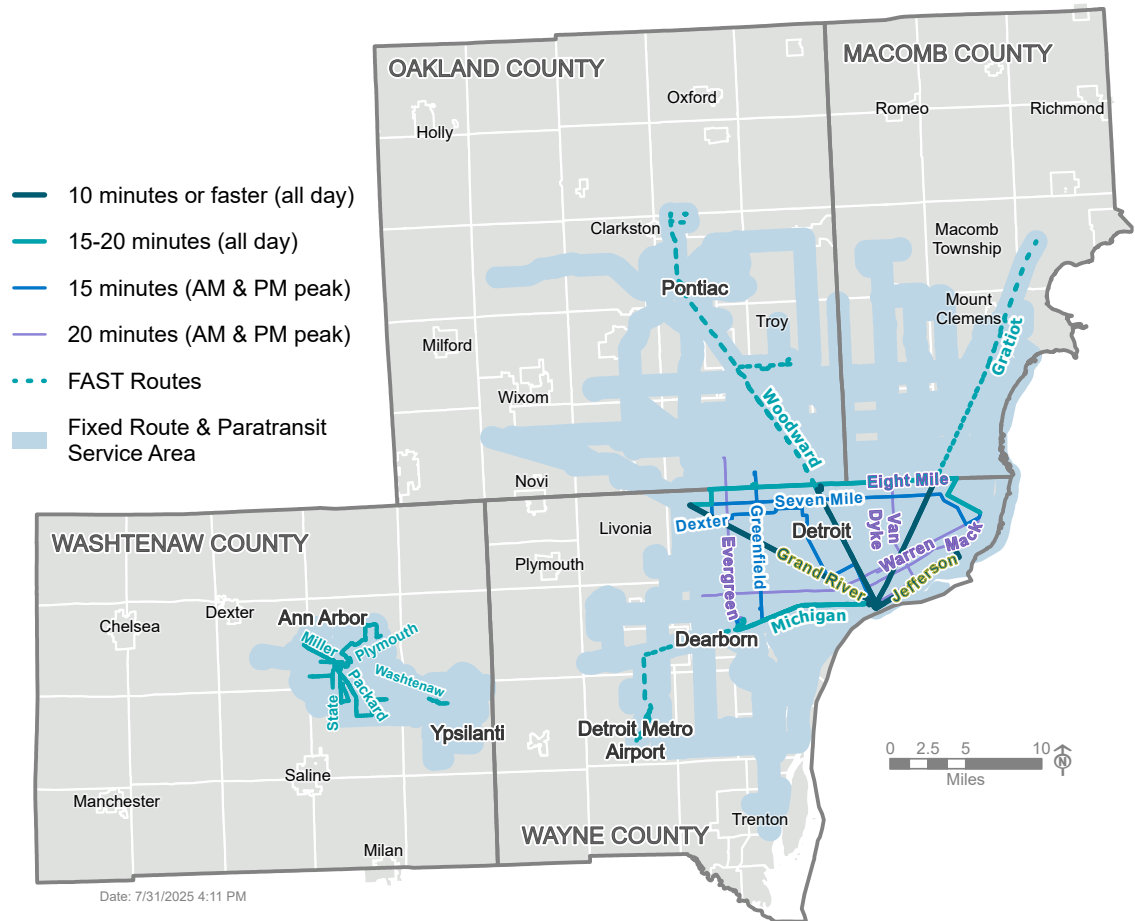 OAKLAND COUNTY
MACOMB COUNTY
Oxford
Romeo
Richmond
Holly
10 minutes or faster (all day)
15-20 minutes (all day)
15 minutes (AM & PM peak)
20 minutes (AM & PM peak)
FAST Routes
Fixed Route & Paratransit
Service Area
Clarkston
Macomb
Township
Pontiac
Mount
Clemens
Troy
Gratiot
Milford
Wixom
Woodward
Novi
Eight Mile
Seven Mile
Dexter
Greenfield
Detroit
Van
Dyke
Livonia
Evergreen
Warren
Mack
Grand River
Jefferson
Michigan
Dearborn
WASHTENAW COUNTY
Plymouth
Dexter
Chelsea
Ann Arbor
Miller
Plymouth
Washtenaw
Packard
State
Ypsilanti
Detroit Metro
Airport
Saline
Manchester
Milan
Trenton
WAYNE COUNTY
0 2.5 5 10
Miles
N
Date: 7/31/2025 4:11 PM